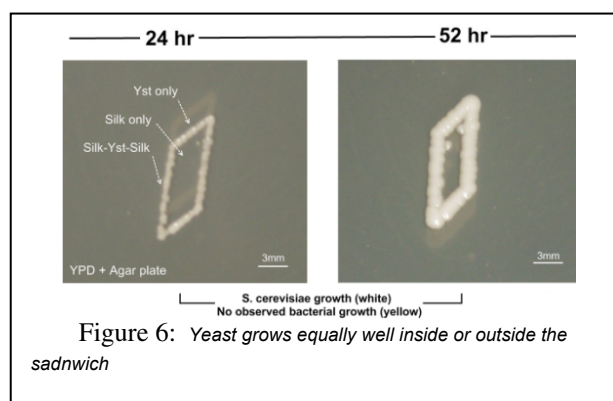 24 hr
52 hr
Yst only
Silk only
Silk-Yst-Silk
3mm
YPD + Agar plate
3mm
S. cerevisiae growth (white)
No observed bacterial growth (yellow)
Figure 6: Yeast grows equally well inside or outside the
sadnwich